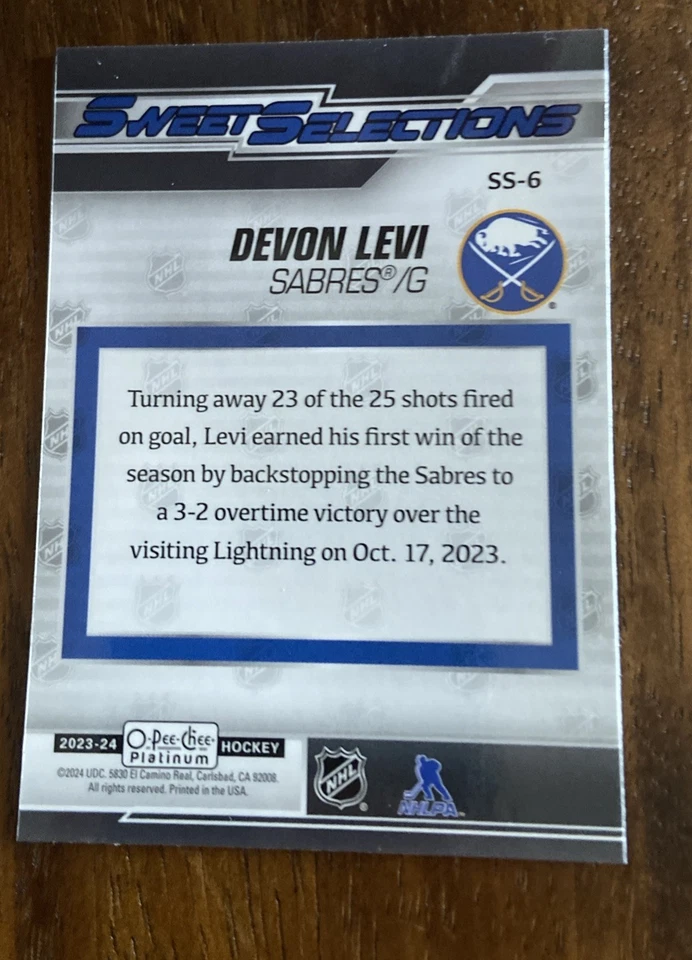 SWEET SELECTIONS
SS-6
DEVON LEVI
SABRES®/G
Turning away 23 of the 25 shots fired
on goal, Levi earned his first win of the
season by backstopping the Sabres to
a 3-2 overtime victory over the
visiting Lightning on Oct. 17, 2023.
2023-24 O-Pee-Chee Platinum HOCKEY
©2024 UDC. 5830 El Camino Real, Carlsbad, CA 92008.
All rights reserved. Printed in the USA.
NHL ®
NHLPA™